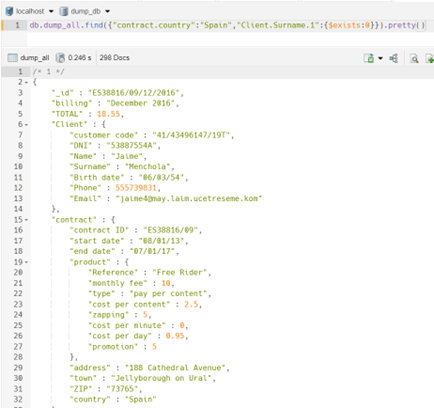 localhost dump_db
1 db.dump_all.find({"contract.country":"Spain","Client.Surname.1":{$exists:0}}).pretty()
dump_all 0.246 s 298 Docs
1 /* 1 */
2 {
3 "_id" : "ES38816/09/12/2016",
4 "billing" : "December 2016",
5 "TOTAL" : 18.55,
6 "Client" : {
7 "customer code" : "41/43496147/19T",
8 "DNI" : "53887554A",
9 "Name" : "Jaime",
10 "Surname" : "Menchola",
11 "Birth date" : "06/03/54",
12 "Phone" : 555739831,
13 "Email" : "jaime4@may.laim.ucetreseme.kom"
14 },
15 "contract" : {
16 "contract ID" : "ES38816/09",
17 "start date" : "08/01/13",
18 "end date" : "07/01/17",
19 "product" : {
20 "Reference" : "Free Rider",
21 "monthly fee" : 10,
22 "type" : "pay per content",
23 "cost per content" : 2.5,
24 "zapping" : 5,
25 "cost per minute" : 0,
26 "cost per day" : 0.95,
27 "promotion" : 5
28 },
29 "address" : "188 Cathedral Avenue",
30 "town" : "Jellyborough on Ural",
31 "ZIP" : "73765",
32 "country" : "Spain"